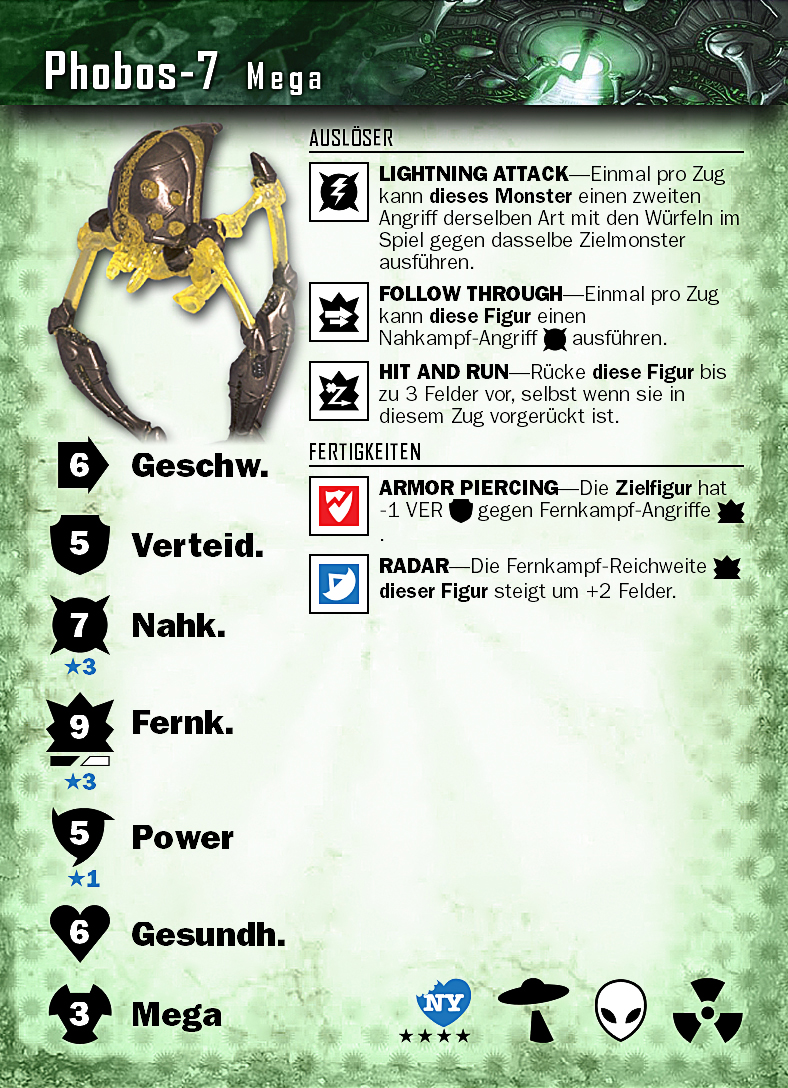 Phobos-7 Mega
AUSLÖSER
LIGHTNING ATTACK—Einmal pro Zug
kann dieses Monster einen zweiten
Angriff derselben Art mit den Würfeln im
Spiel gegen dasselbe Zielmonster
ausführen.
FOLLOW THROUGH—Einmal pro Zug
kann diese Figur einen
Nahkampf-Angriff ausführen.
HIT AND RUN—Rücke diese Figur bis
zu 3 Felder vor, selbst wenn sie in
diesem Zug vorgerückt ist.
FERTIGKEITEN
ARMOR PIERCING—Die Zielfigur hat
-1 VER gegen Fernkampf-Angriffe
.
RADAR—Die Fernkampf-Reichweite
dieser Figur steigt um +2 Felder.
6 Geschw.
5 Verteid.
7 Nahk.
★3
9 Fernk.
★3
5 Power
★1
6 Gesundh.
3 Mega
NY
★★★★